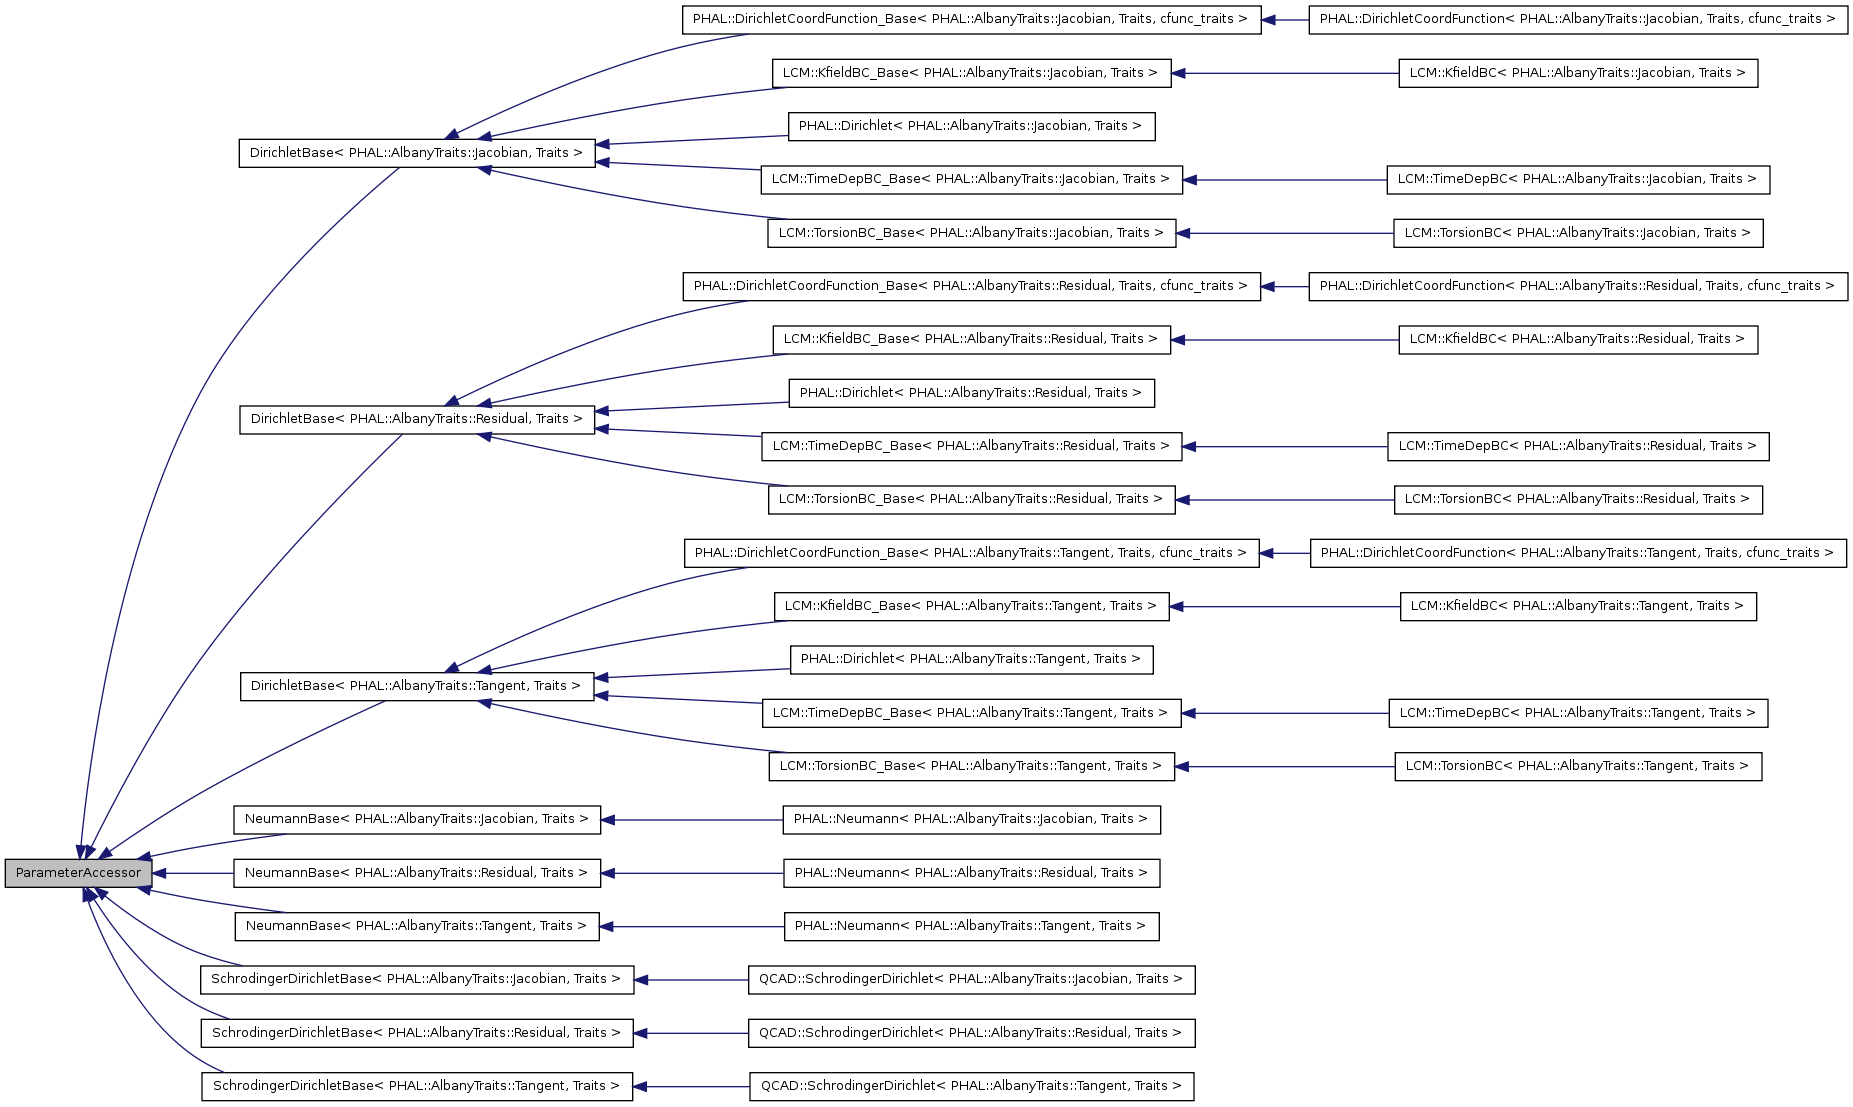 PHAL::DirichletCoordFunction_Base< PHAL::AlbanyTraits::Jacobian, Traits, cfunc_traits >
PHAL::DirichletCoordFunction< PHAL::AlbanyTraits::Jacobian, Traits, cfunc_traits >
LCM::KfieldBC_Base< PHAL::AlbanyTraits::Jacobian, Traits >
LCM::KfieldBC< PHAL::AlbanyTraits::Jacobian, Traits >
PHAL::Dirichlet< PHAL::AlbanyTraits::Jacobian, Traits >
DirichletBase< PHAL::AlbanyTraits::Jacobian, Traits >
LCM::TimeDepBC_Base< PHAL::AlbanyTraits::Jacobian, Traits >
LCM::TimeDepBC< PHAL::AlbanyTraits::Jacobian, Traits >
LCM::TorsionBC_Base< PHAL::AlbanyTraits::Jacobian, Traits >
LCM::TorsionBC< PHAL::AlbanyTraits::Jacobian, Traits >
PHAL::DirichletCoordFunction_Base< PHAL::AlbanyTraits::Residual, Traits, cfunc_traits >
PHAL::DirichletCoordFunction< PHAL::AlbanyTraits::Residual, Traits, cfunc_traits >
LCM::KfieldBC_Base< PHAL::AlbanyTraits::Residual, Traits >
LCM::KfieldBC< PHAL::AlbanyTraits::Residual, Traits >
PHAL::Dirichlet< PHAL::AlbanyTraits::Residual, Traits >
DirichletBase< PHAL::AlbanyTraits::Residual, Traits >
LCM::TimeDepBC_Base< PHAL::AlbanyTraits::Residual, Traits >
LCM::TimeDepBC< PHAL::AlbanyTraits::Residual, Traits >
LCM::TorsionBC_Base< PHAL::AlbanyTraits::Residual, Traits >
LCM::TorsionBC< PHAL::AlbanyTraits::Residual, Traits >
PHAL::DirichletCoordFunction_Base< PHAL::AlbanyTraits::Tangent, Traits, cfunc_traits >
PHAL::DirichletCoordFunction< PHAL::AlbanyTraits::Tangent, Traits, cfunc_traits >
LCM::KfieldBC_Base< PHAL::AlbanyTraits::Tangent, Traits >
LCM::KfieldBC< PHAL::AlbanyTraits::Tangent, Traits >
PHAL::Dirichlet< PHAL::AlbanyTraits::Tangent, Traits >
DirichletBase< PHAL::AlbanyTraits::Tangent, Traits >
LCM::TimeDepBC_Base< PHAL::AlbanyTraits::Tangent, Traits >
LCM::TimeDepBC< PHAL::AlbanyTraits::Tangent, Traits >
LCM::TorsionBC_Base< PHAL::AlbanyTraits::Tangent, Traits >
LCM::TorsionBC< PHAL::AlbanyTraits::Tangent, Traits >
NeumannBase< PHAL::AlbanyTraits::Jacobian, Traits >
PHAL::Neumann< PHAL::AlbanyTraits::Jacobian, Traits >
ParameterAccessor
NeumannBase< PHAL::AlbanyTraits::Residual, Traits >
PHAL::Neumann< PHAL::AlbanyTraits::Residual, Traits >
NeumannBase< PHAL::AlbanyTraits::Tangent, Traits >
PHAL::Neumann< PHAL::AlbanyTraits::Tangent, Traits >
SchrodingerDirichletBase< PHAL::AlbanyTraits::Jacobian, Traits >
QCAD::SchrodingerDirichlet< PHAL::AlbanyTraits::Jacobian, Traits >
SchrodingerDirichletBase< PHAL::AlbanyTraits::Residual, Traits >
QCAD::SchrodingerDirichlet< PHAL::AlbanyTraits::Residual, Traits >
SchrodingerDirichletBase< PHAL::AlbanyTraits::Tangent, Traits >
QCAD::SchrodingerDirichlet< PHAL::AlbanyTraits::Tangent, Traits >